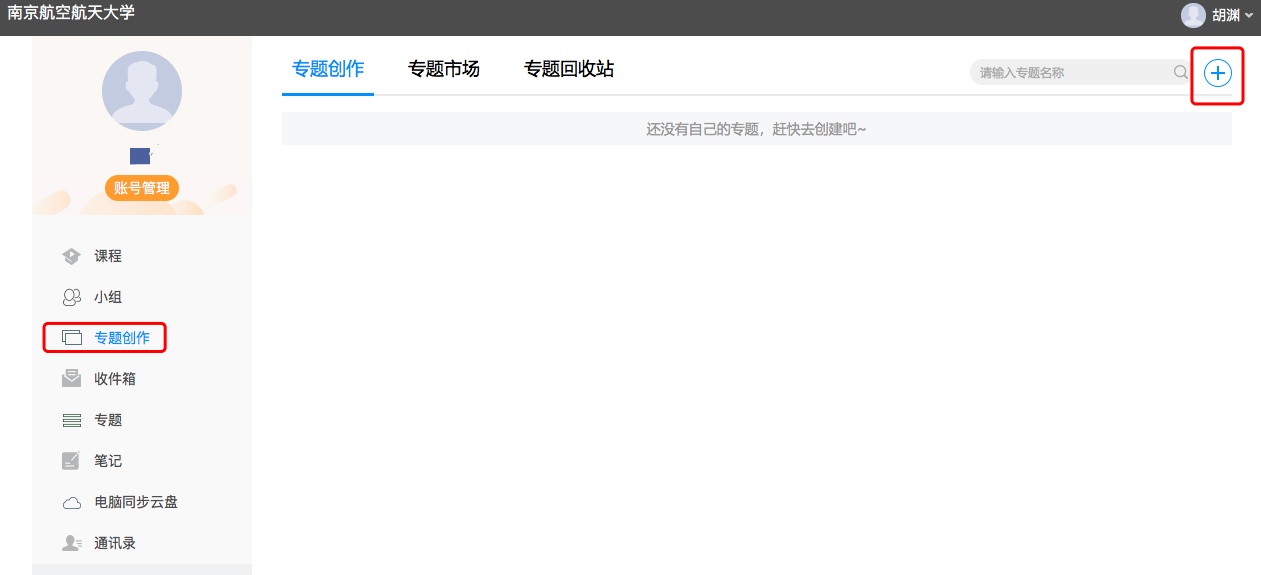 南京航空航天大学
胡渊
账号管理
课程
小组
专题创作
收件箱
专题
笔记
电脑同步云盘
通讯录
专题创作 专题市场 专题回收站
请输入专题名称
还没有自己的专题，赶快去创建吧~